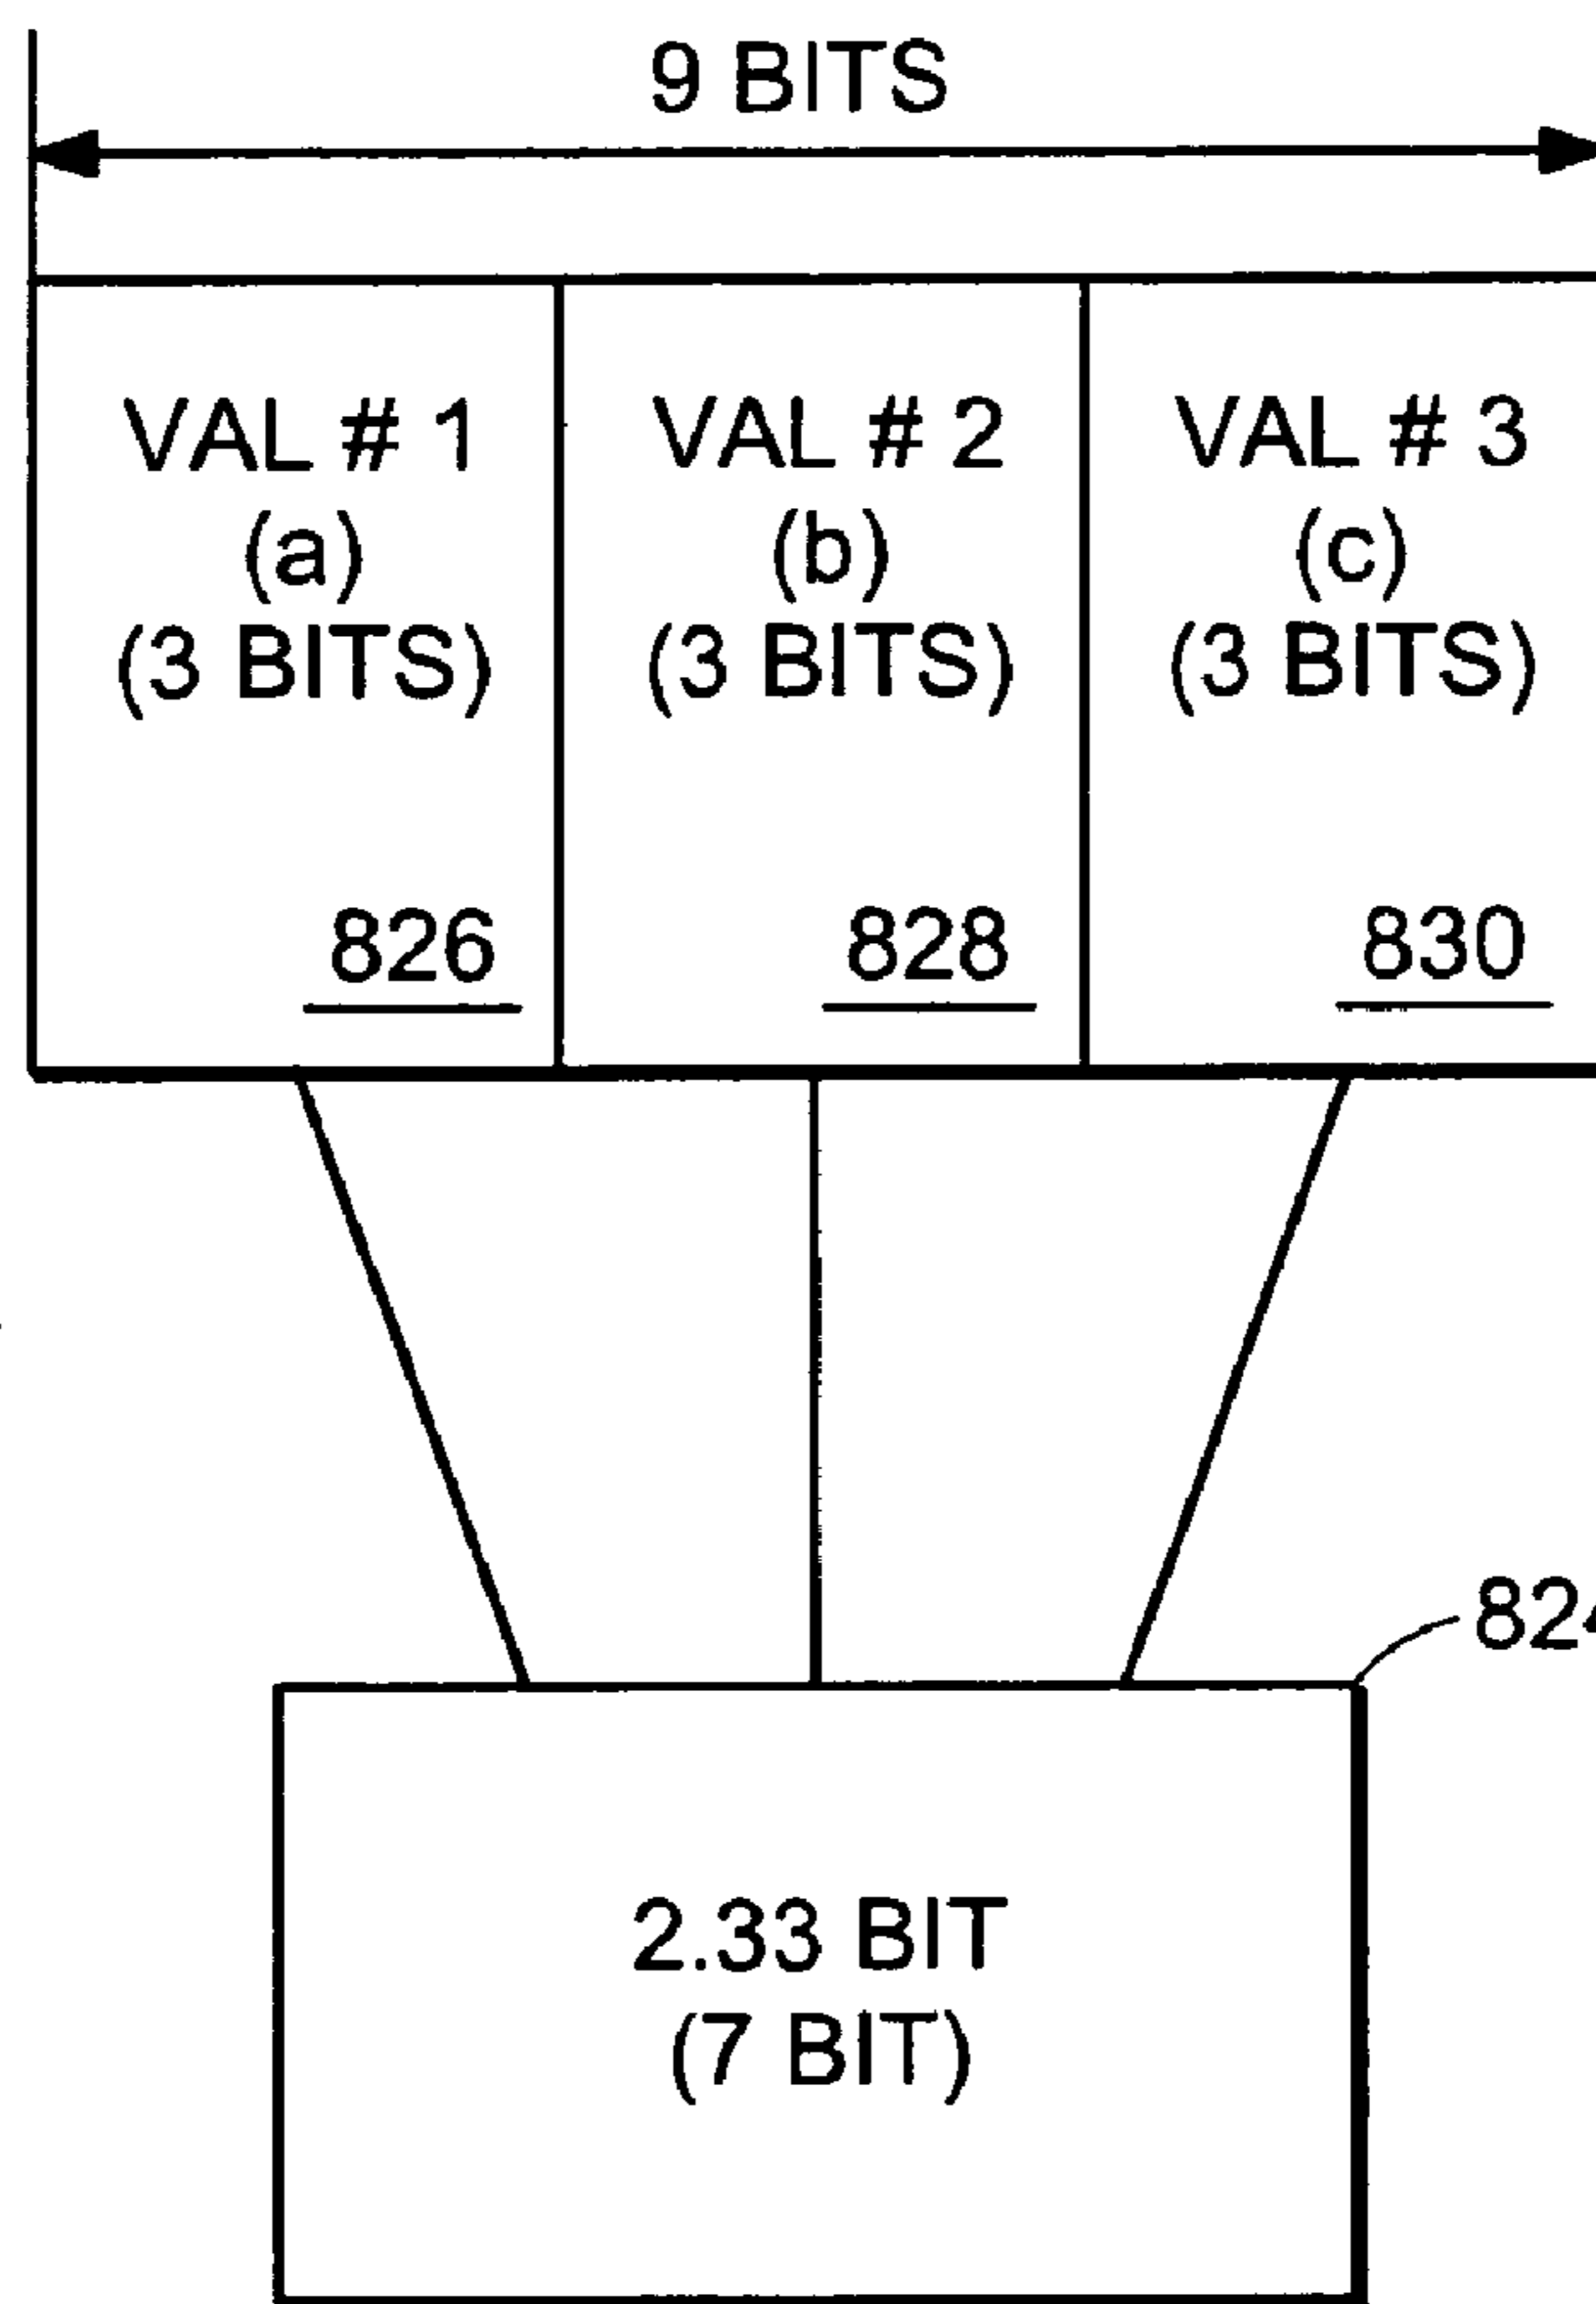 9 BITS
VAL # 1
(a)
(3 BITS)
826
VAL # 2
(b)
(3 BITS)
828
VAL # 3
(c)
(3 BITS)
830
824
2.33 BIT
(7 BIT)